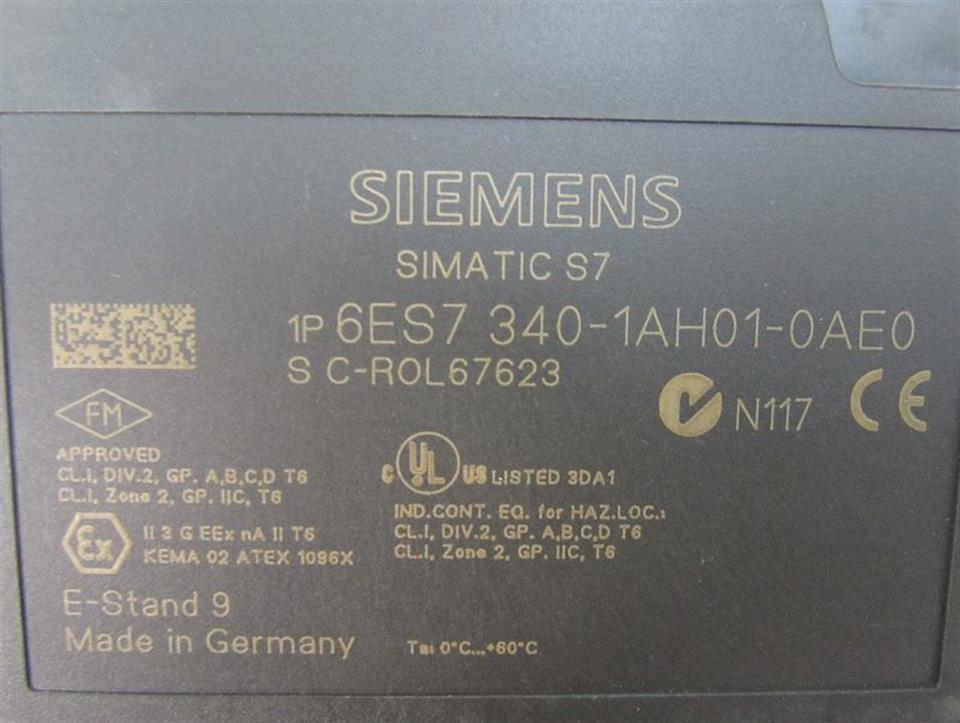 SIEMENS
SIMATIC S7
1P 6ES7 340-1AH01-0AE0
S C-R0L67623
N117 CE
FM
APPROVED
CL.I, DIV.2, GP. A,B,C,D T6
CL.I, Zone 2, GP. IIC, T6
C UL US LISTED 3DA1
IND.CONT. EQ. for HAZ.LOC.:
CL.I, DIV.2, GP. A,B,C,D T6
CL.I, Zone 2, GP. IIC, T6
Ex II 3 G EEx nA II T6
KEMA 02 ATEX 1096X
E-Stand 9
Made in Germany
Ta: 0°C...+60°C